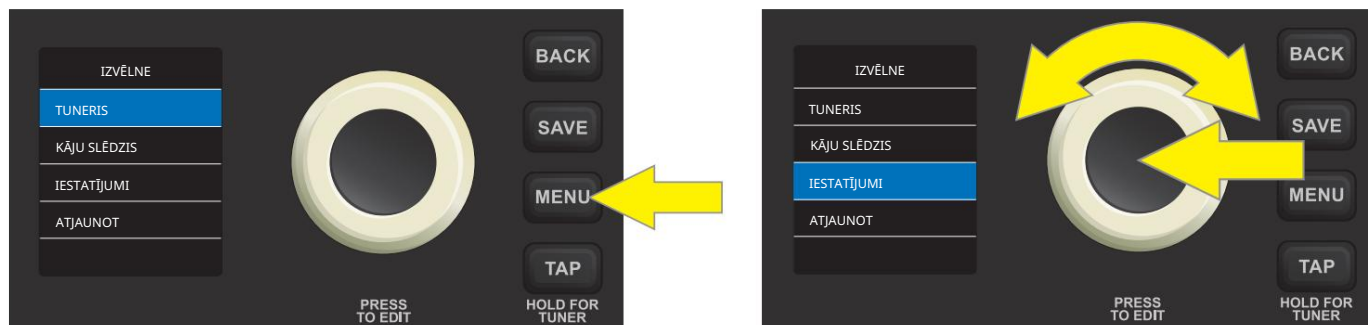 IZVĒLNE
TUNERIS
KĀJU SLĒDZIS
IESTATĪJUMI
ATJAUNOT
BACK
SAVE
MENU
TAP
PRESS
TO EDIT
HOLD FOR
TUNER
IZVĒLNE
TUNERIS
KĀJU SLĒDZIS
IESTATĪJUMI
ATJAUNOT
BACK
SAVE
MENU
TAP
PRESS
TO EDIT
HOLD FOR
TUNER